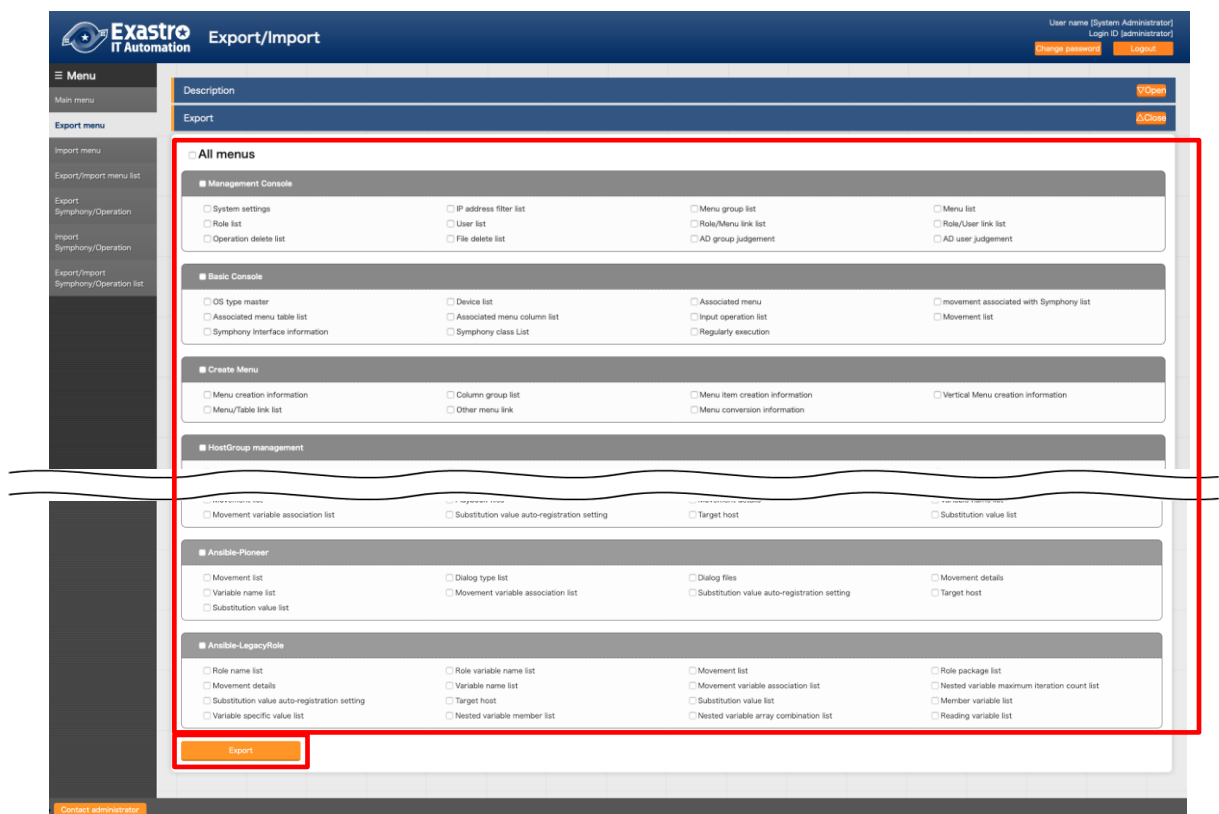 Exastro
IT Automation
Export/Import
User name [System Administrator]
Login ID [administrator]
Change password
Logout
☰ Menu
Main menu
Export menu
Import menu
Export/Import menu list
Export
Symphony/Operation
Import
Symphony/Operation
Export/Import
Symphony/Operation list
Description
▽Open
Export
△Close
All menus
Management Console
System settings
IP address filter list
Menu group list
Menu list
Role list
User list
Role/Menu link list
Role/User link list
Operation delete list
File delete list
AD group judgement
AD user judgement
Basic Console
OS type master
Device list
Associated menu
movement associated with Symphony list
Associated menu table list
Associated menu column list
Input operation list
Movement list
Symphony Interface information
Symphony class List
Regularly execution
Create Menu
Menu creation information
Column group list
Menu item creation information
Vertical Menu creation information
Menu/Table link list
Other menu link
Menu conversion information
HostGroup management
Movement variable association list
Substitution value auto-registration setting
Target host
Substitution value list
Ansible-Pioneer
Movement list
Dialog type list
Dialog files
Movement details
Variable name list
Movement variable association list
Substitution value auto-registration setting
Target host
Substitution value list
Ansible-LegacyRole
Role name list
Role variable name list
Movement list
Role package list
Movement details
Variable name list
Movement variable association list
Nested variable maximum iteration count list
Substitution value auto-registration setting
Target host
Substitution value list
Member variable list
Variable specific value list
Nested variable member list
Nested variable array combination list
Reading variable list
Export
Contact administrator